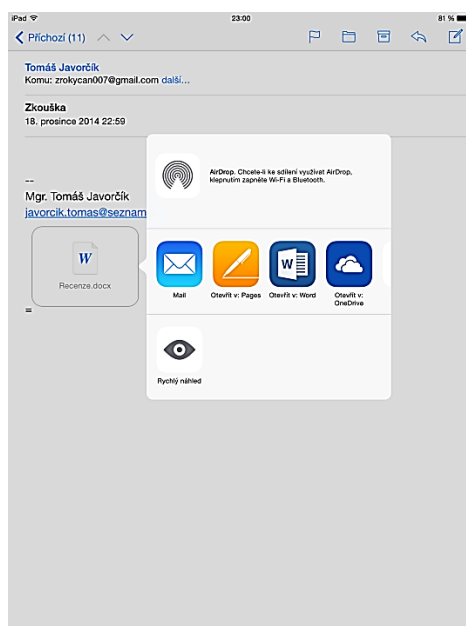 iPad
23:00
81 %
Příchozí (11)
Tomáš Javorčík
Komu: zrokycan007@gmail.com další...
Zkouška
18. prosince 2014 22:59
AirDrop. Chcete-li ke sdílení využívat AirDrop,
klepnutím zapněte Wi-Fi a Bluetooth.
--
Mgr. Tomáš Javorčík
javorcik.tomas@seznam
W
Recenze.docx
=
Mail
Otevřít v: Pages
W
Otevřít v: Word
Otevřít v:
OneDrive
Rychlý náhled